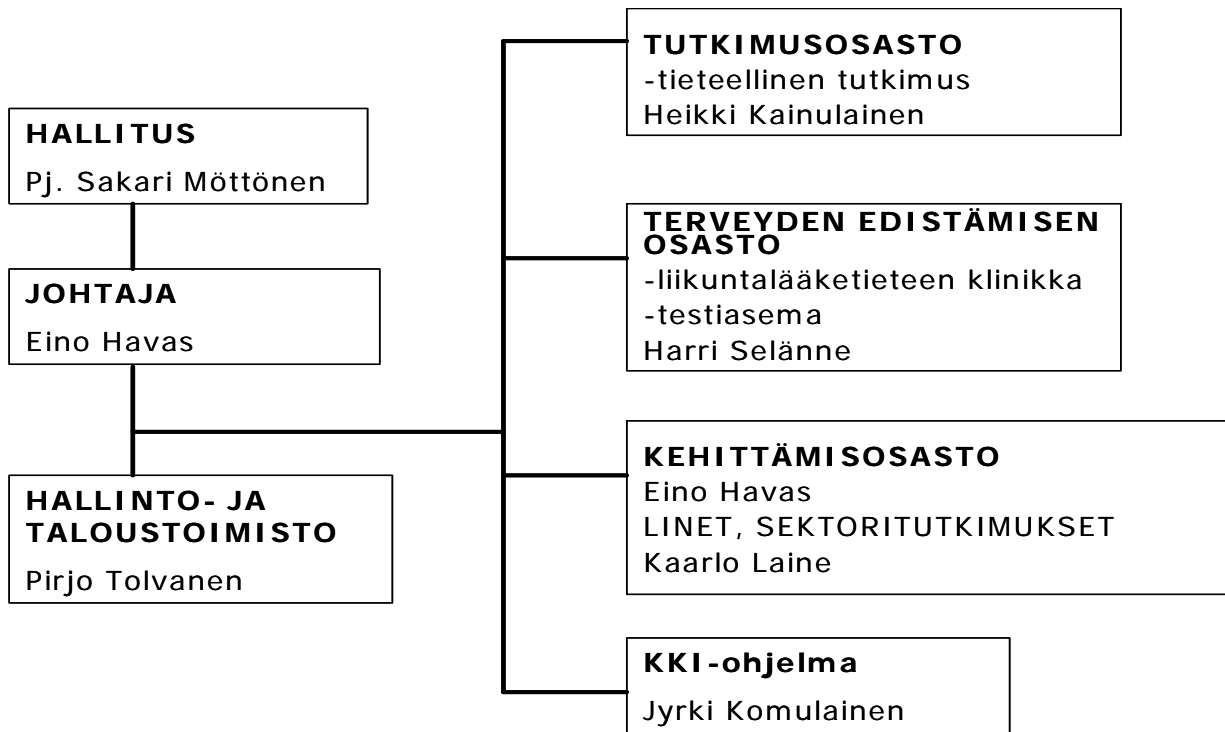 HALLITUS
Pj. Sakari Möttönen
JOHTAJA
Eino Havas
HALLINTO- JA
TALOUSTOIMISTO
Pirjo Tolvanen
TUTKIMUSOSASTO
-tieteellinen tutkimus
Heikki Kainulainen
TERVEYDEN EDISTÄMISEN
OSASTO
-liikuntalääketieteen klinikka
-testiasema
Harri Selänne
KEHITTÄMISOSASTO
Eino Havas
LINET, SEKTORITUTKIMUKSET
Kaarlo Laine
KKI-ohjelma
Jyrki Komulainen